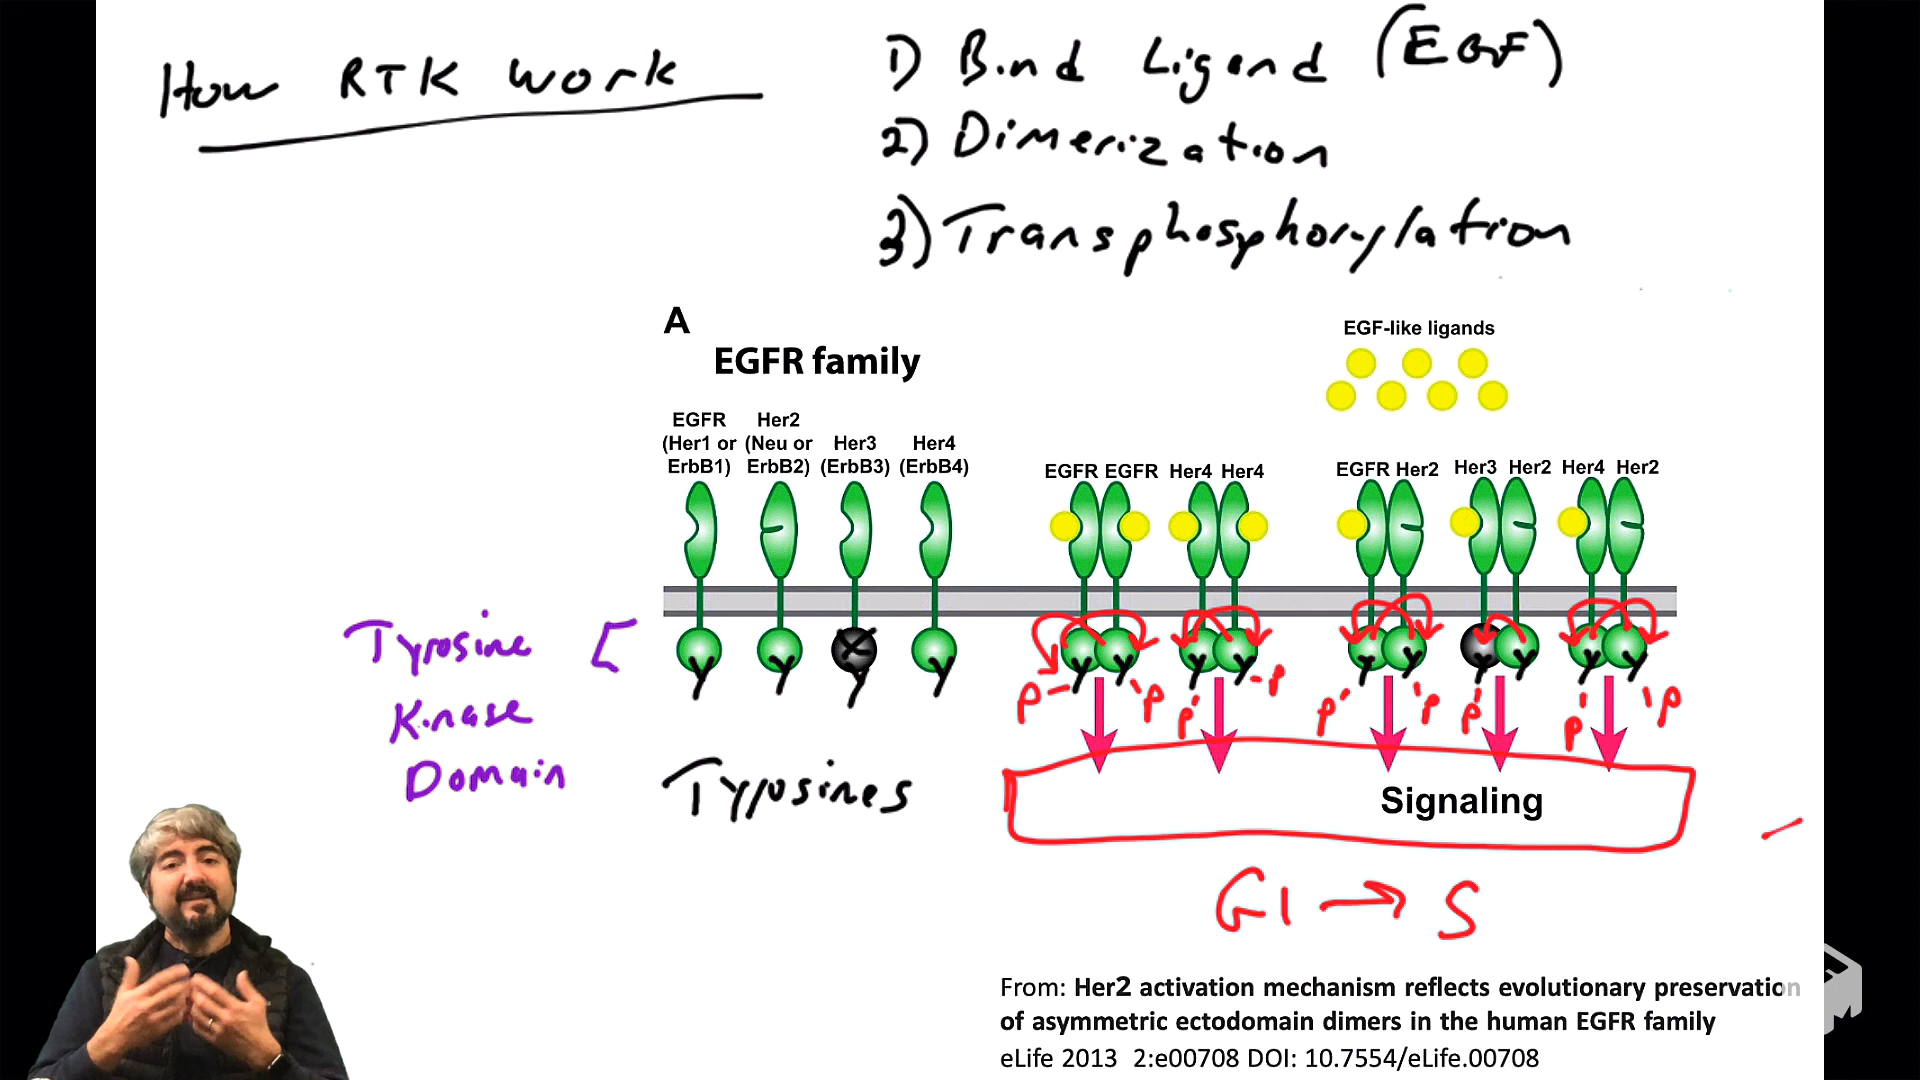 How RTK work
1) Bind Ligand (EGF)
2) Dimerization
3) Transphosphorylation
A
EGFR family
EGF-like ligands
EGFR (Her1 or ErbB1)
Her2 (Neu or ErbB2)
Her3 (ErbB3)
Her4 (ErbB4)
EGFR EGFR
Her4 Her4
EGFR Her2
Her3 Her2
Her4 Her2
Tyrosine
Kinase
Domain
Y Y Y Y Y Y Y Y Y Y Y Y Y Y
P P P P P P P P P
Tyrosines
Signaling
G1 → S
From: Her2 activation mechanism reflects evolutionary preservation
of asymmetric ectodomain dimers in the human EGFR family
eLife 2013 2:e00708 DOI: 10.7554/eLife.00708